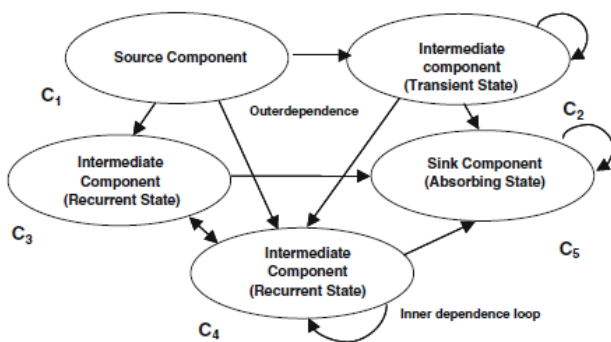 Source Component
Intermediate
component
(Transient State)
C1
Outerdependence
C2
Intermediate
Component
(Recurrent State)
Sink Component
(Absorbing State)
C3
Intermediate
Component
(Recurrent State)
C5
Inner dependence loop
C4